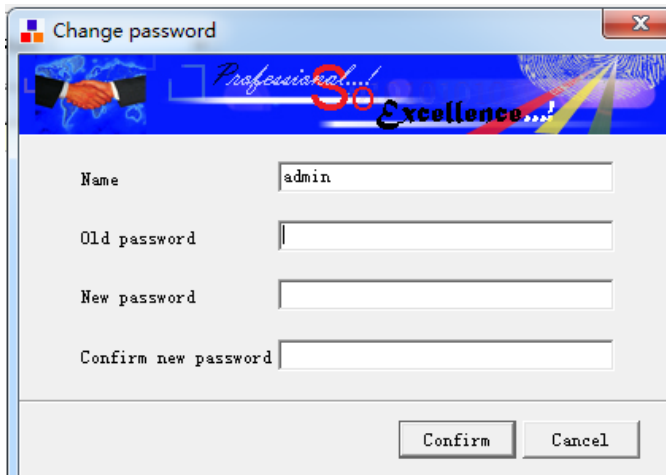 Change password
Professional...!
So
Excellence...!
Name
admin
Old password
New password
Confirm new password
Confirm
Cancel